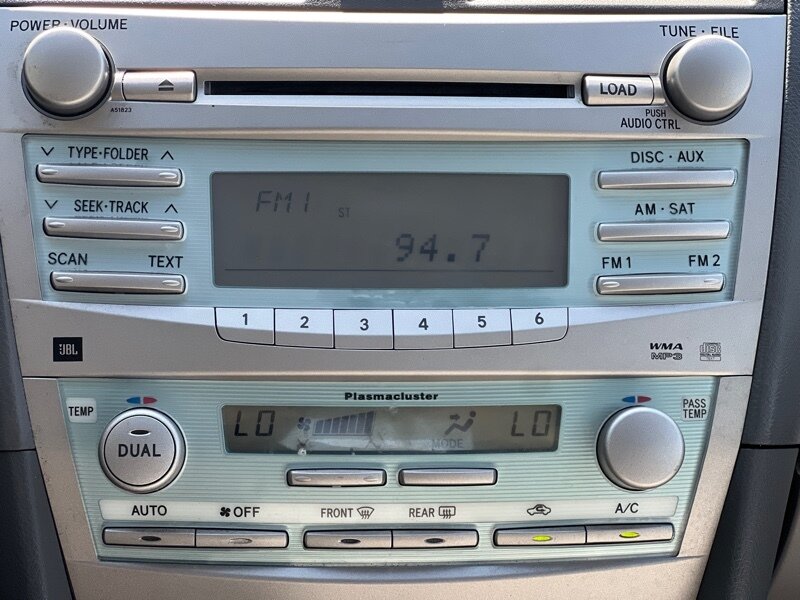 POWER · VOLUME
TUNE · FILE
LOAD
A51823
PUSH
AUDIO CTRL
TYPE·FOLDER
DISC · AUX
FM1
ST
94.7
SEEK·TRACK
AM · SAT
SCAN
TEXT
FM1
FM2
1 2 3 4 5 6
JBL
WMA
MP3
Plasmacluster
TEMP
PASS
TEMP
LO
LO
MODE
DUAL
AUTO
OFF
FRONT
REAR
A/C